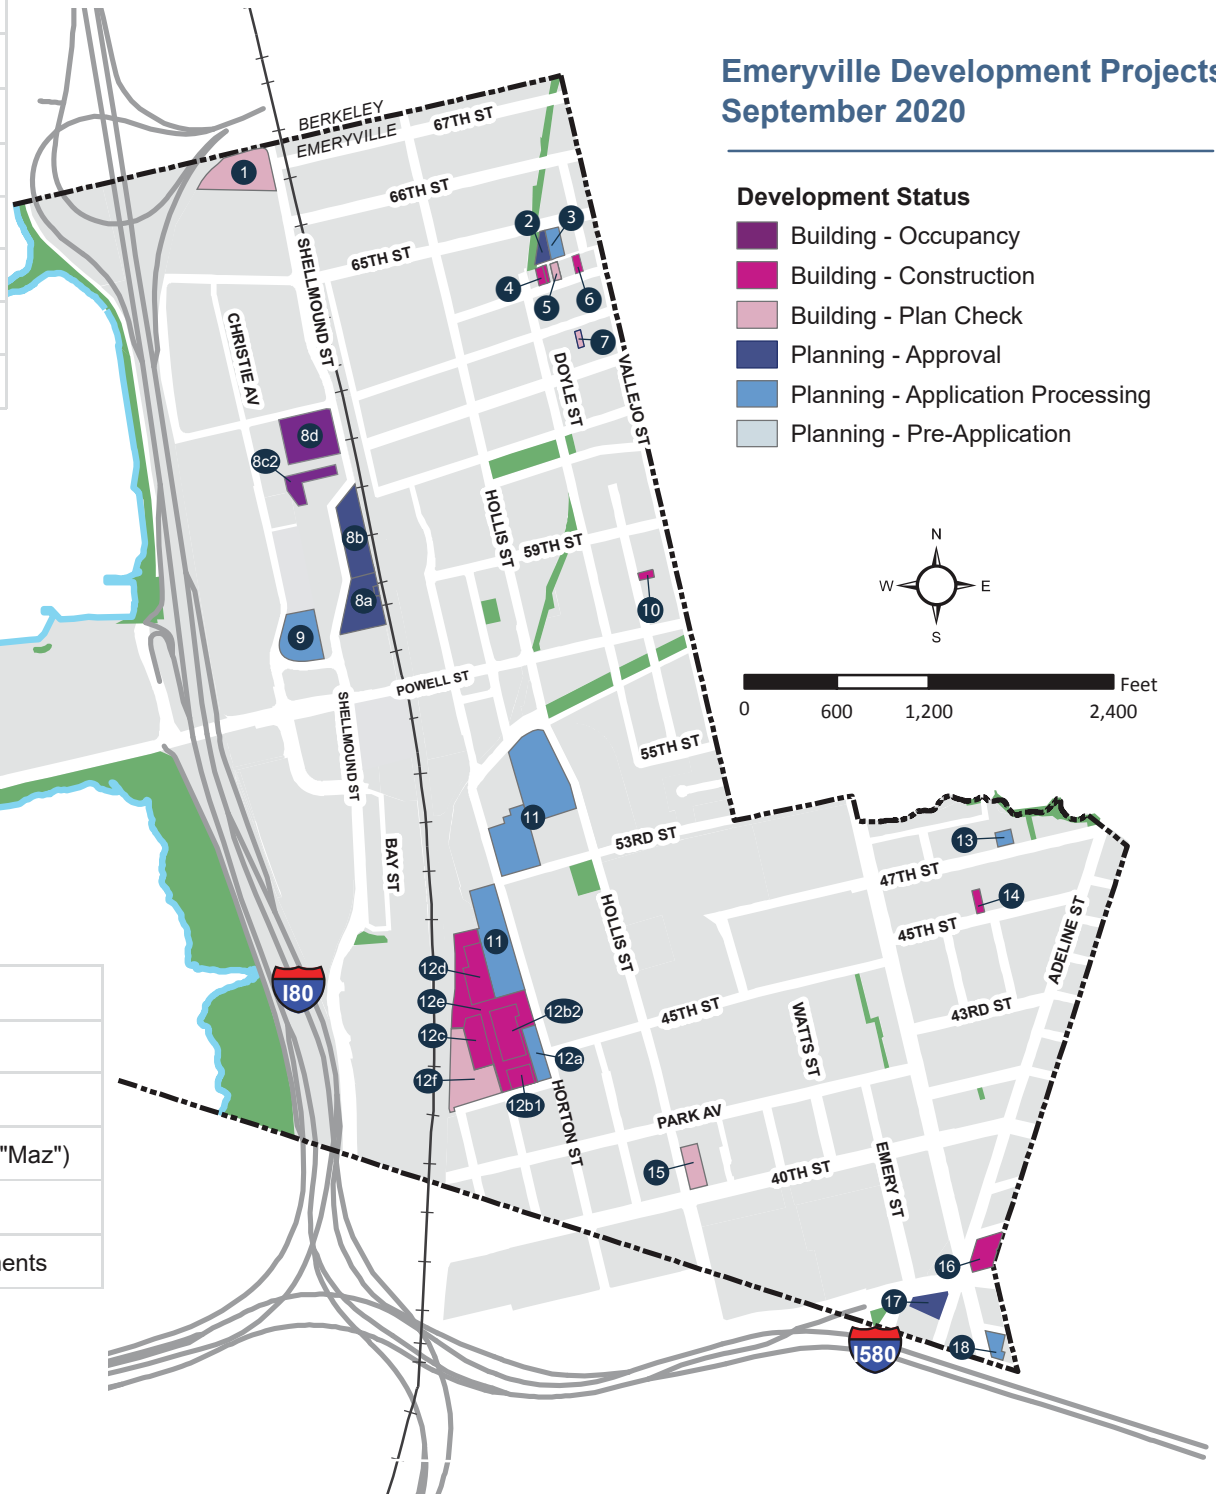 Emeryville Development Projects
September 2020
Development Status
Building - Occupancy
Building - Construction
Building - Plan Check
Planning - Approval
Planning - Application Processing
Planning - Pre-Application
N
W
E
S
Feet
0
600
1,200
2,400
BERKELEY
EMERYVILLE
67TH ST
1
66TH ST
2
3
SHELLMOUND ST
65TH ST
4
5
6
7
CHRISTIE AV
DOYLE ST
VALLEJO ST
8d
8c2
HOLLIS ST
8b
59TH ST
8a
10
9
POWELL ST
SHELLMOUND ST
55TH ST
11
53RD ST
13
BAY ST
47TH ST
14
HOLLIS ST
45TH ST
ADELINE ST
11
12d
I80
12e
12b2
45TH ST
43RD ST
WATTS ST
12c
12a
12f
12b1
HORTON ST
PARK AV
"Maz")
15
40TH ST
EMERY ST
ents
16
17
I580
18